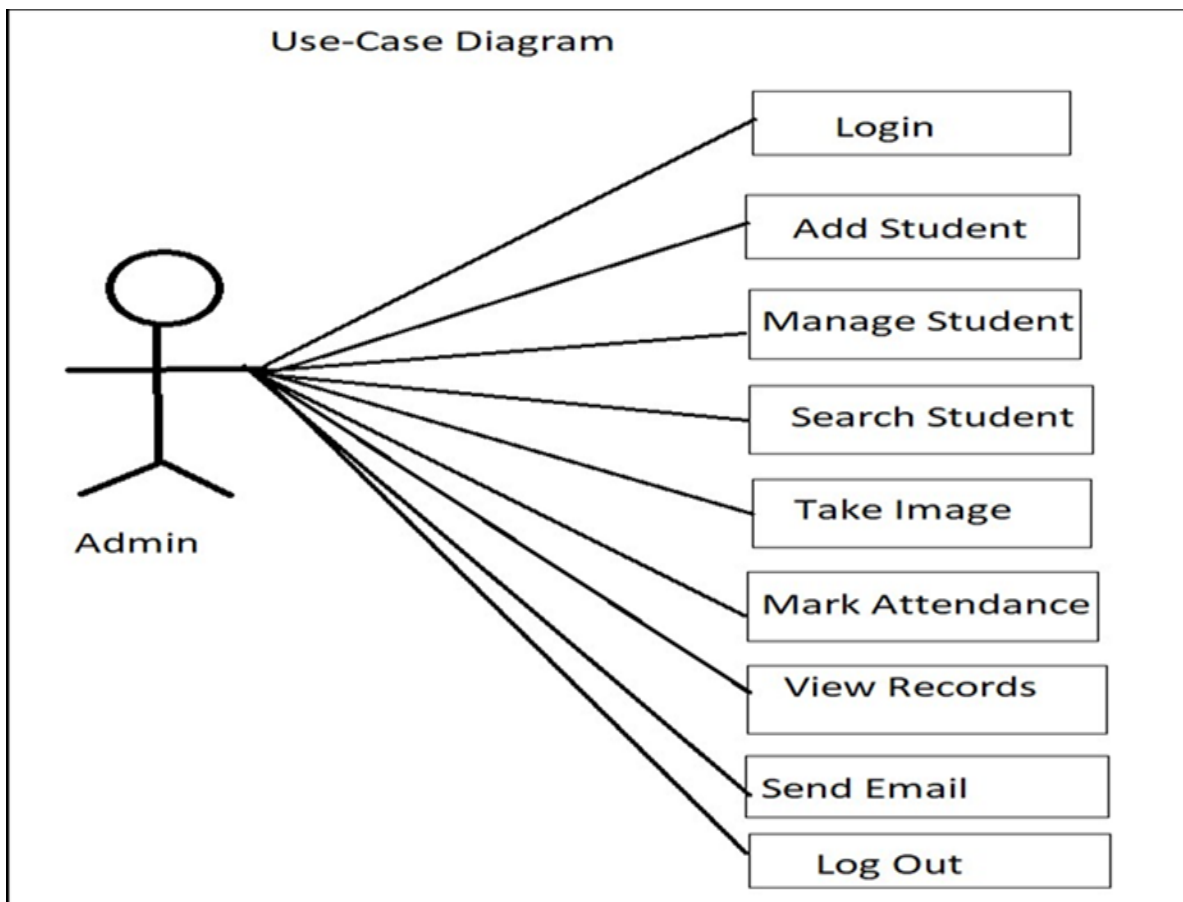 Use-Case Diagram
Login
Add Student
Manage Student
Search Student
Take Image
Admin
Mark Attendance
View Records
Send Email
Log Out